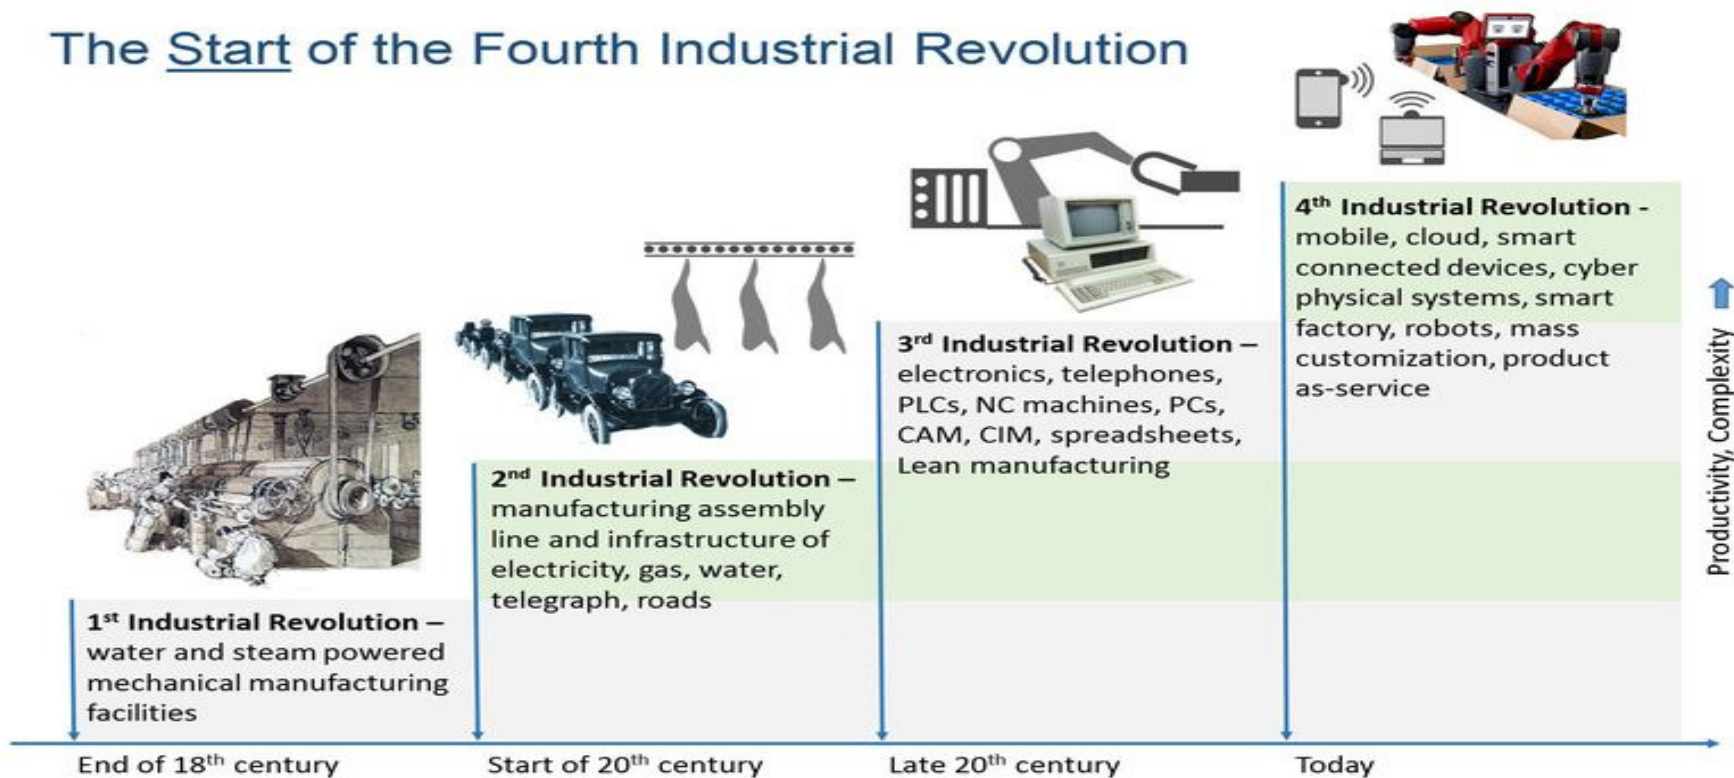 The Start of the Fourth Industrial Revolution
4th Industrial Revolution -
mobile, cloud, smart
connected devices, cyber
physical systems, smart
factory, robots, mass
customization, product
as-service
3rd Industrial Revolution –
electronics, telephones,
PLCs, NC machines, PCs,
CAM, CIM, spreadsheets,
Lean manufacturing
2nd Industrial Revolution –
manufacturing assembly
line and infrastructure of
electricity, gas, water,
telegraph, roads
1st Industrial Revolution –
water and steam powered
mechanical manufacturing
facilities
Productivity, Complexity
End of 18th century
Start of 20th century
Late 20th century
Today